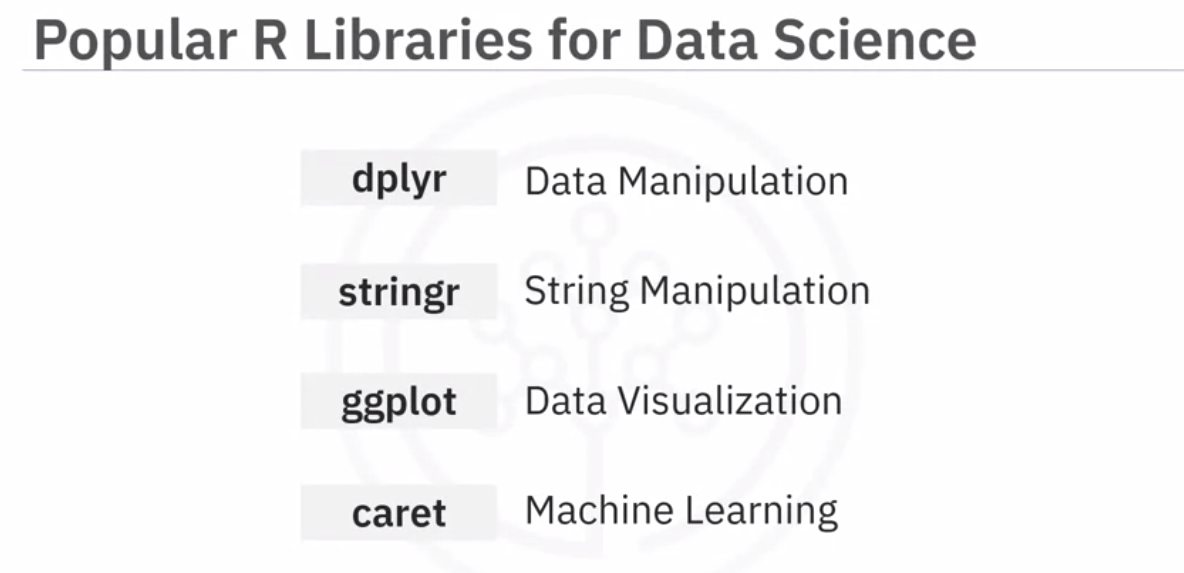 Popular R Libraries for Data Science
dplyr Data Manipulation
stringr String Manipulation
ggplot Data Visualization
caret Machine Learning